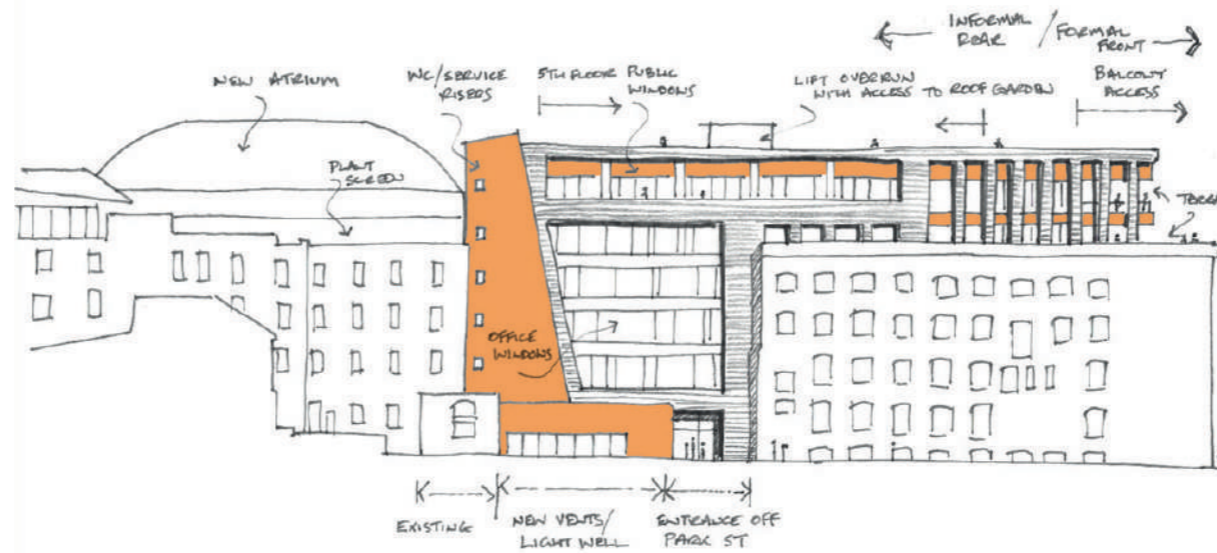 INFORMAL
REAR
/ FORMAL
FRONT
NEW ATRIUM
WC/SERVICE
RISERS
5TH FLOOR PUBLIC
WINDOWS
LIFT OVERRUN
WITH ACCESS TO ROOF GARDEN
BALCONY
ACCESS
PLANT
SCREEN
TERRA
OFFICE
WINDOWS
EXISTING
NEW VENTS/
LIGHT WELL
ENTRANCE OFF
PARK ST